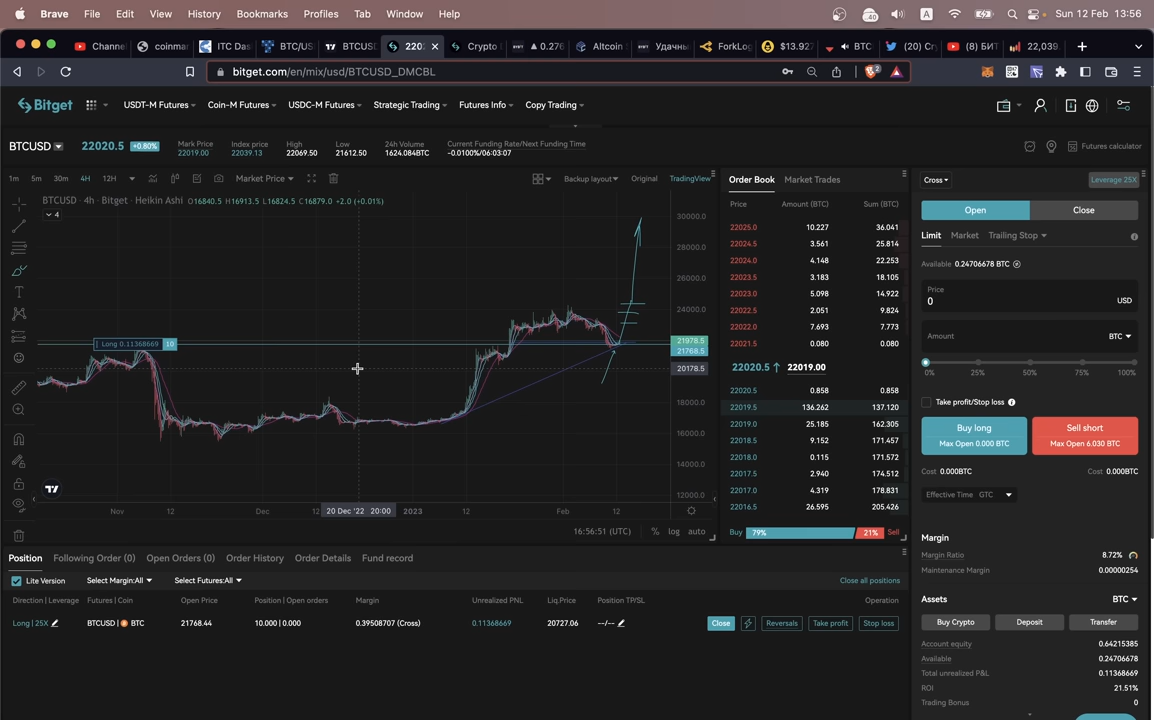 Brave File Edit View History Bookmarks Profiles Tab Window Help 40 A Sun 12 Feb 13:56
Channe coinmar ITC Das BTC/US BTCUSD 220 Crypto ▲ 0.276 Altcoin Удачны ForkLog $13.927 BTC (20) Cry (8) БИТ 22,039.
bitget.com/en/mix/usd/BTCUSD_DMCBL 2
Bitget USDT-M Futures Coin-M Futures USDC-M Futures Strategic Trading Futures Info Copy Trading
BTCUSD 22020.5 +0.80%
Mark Price 22019.00
Index price 22039.13
High 22069.50
Low 21612.50
24h Volume 1624.084BTC
Current Funding Rate/Next Funding Time -0.0100%/06:03:07
Futures calculator
1m 5m 30m 4H 12H Market Price Backup layout Original TradingView
BTCUSD · 4h · Bitget · Heikin Ashi O16840.5 H16913.5 L16824.5 C16879.0 +2.0 (+0.01%)
4
30000.0
28000.0
26000.0
24000.0
Long 0.11368669 10
21978.5
21768.5
20178.5
18000.0
16000.0
14000.0
12000.0
Nov 12 Dec 12 20 Dec '22 20:00 2023 12 Feb 12
16:56:51 (UTC) % log auto
Order Book Market Trades
Price Amount (BTC) Sum (BTC)
22025.0 10.227 36.041
22024.5 3.561 25.814
22024.0 4.148 22.253
22023.5 3.183 18.105
22023.0 5.098 14.922
22022.5 2.051 9.824
22022.0 7.693 7.773
22021.5 0.080 0.080
22020.5 22019.00
22020.5 0.858 0.858
22019.5 136.262 137.120
22019.0 25.185 162.305
22018.5 9.152 171.457
22018.0 0.115 171.572
22017.5 2.940 174.512
22017.0 4.319 178.831
22016.5 26.595 205.426
Buy 79% 21% Sell
Cross Leverage 25X
Open Close
Limit Market Trailing Stop
Available 0.24706678 BTC
Price
0 USD
Amount BTC
0% 25% 50% 75% 100%
Take profit/Stop loss
Buy long Sell short
Max Open 0.000 BTC Max Open 6.030 BTC
Cost 0.000BTC Cost 0.000BTC
Effective Time GTC
Margin
Margin Ratio 8.72%
Maintenance Margin 0.00000254
Assets BTC
Buy Crypto Deposit Transfer
Account equity 0.64215385
Available 0.24706678
Total unrealized P&L 0.11368669
ROI 21.51%
Trading Bonus 0
Position Following Order (0) Open Orders (0) Order History Order Details Fund record
Lite Version Select Margin:All Select Futures:All Close all positions
Direction | Leverage Futures | Coin Open Price Position | Open orders Margin Unrealized PNL Liq.Price Position TP/SL Operation
Long | 25X BTCUSD | BTC 21768.44 10.000 | 0.000 0.39508707 (Cross) 0.11368669 20727.06 --/-- Close Reversals Take profit Stop loss